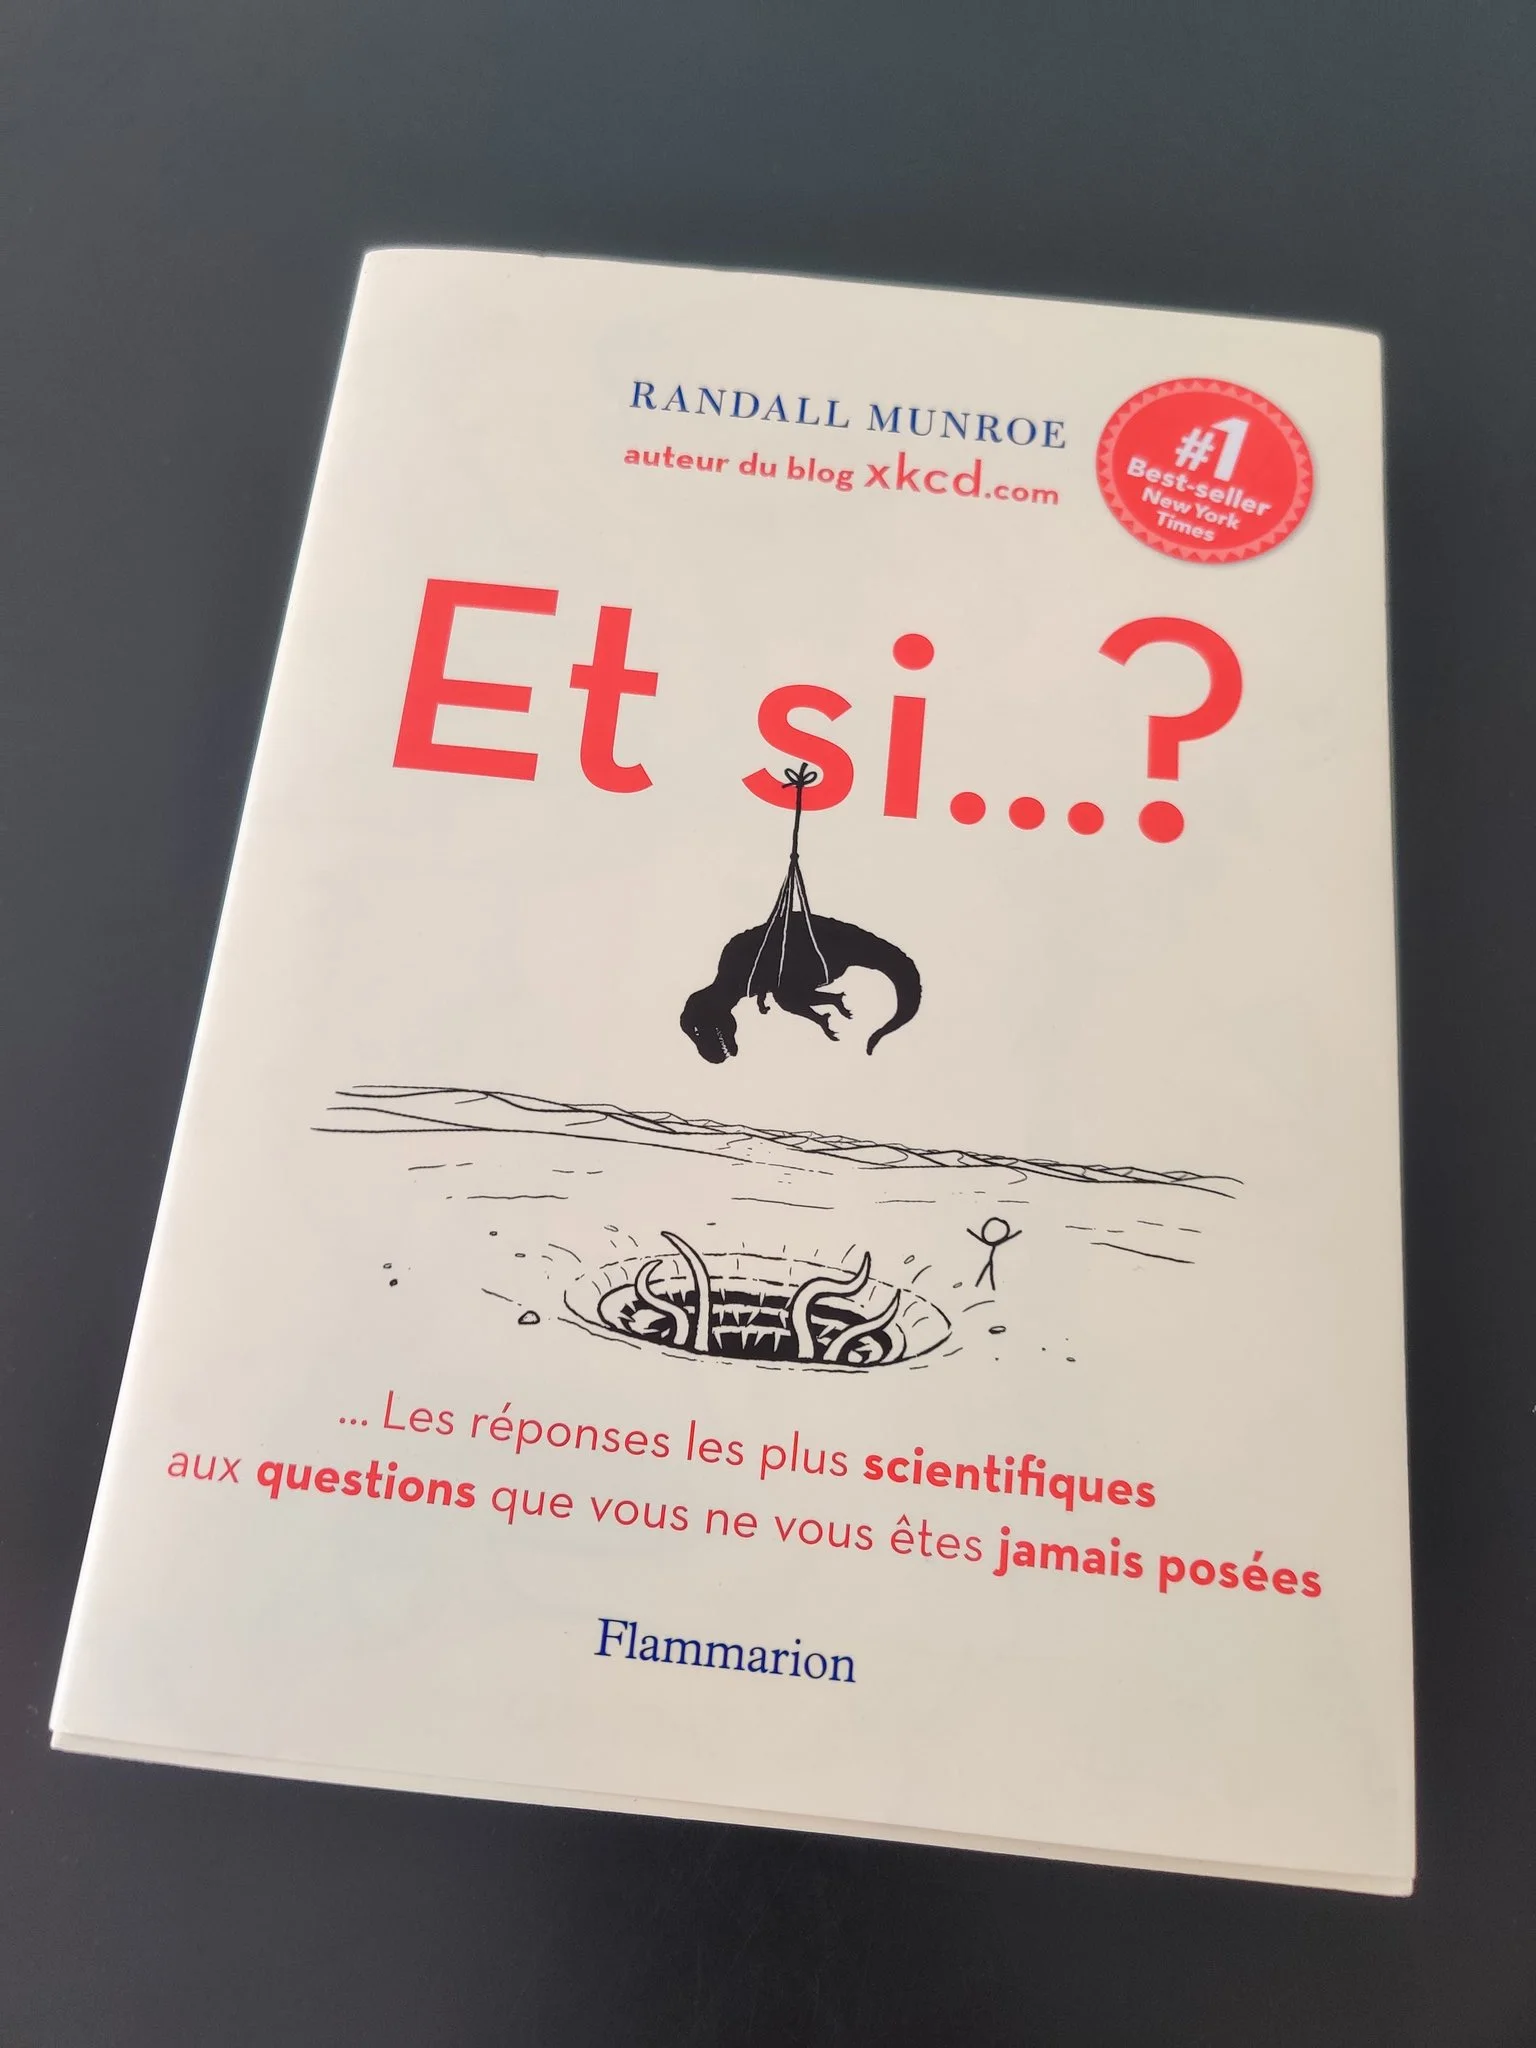 RANDALL MUNROE
auteur du blog xkcd.com
#1
Best-seller
New York
Times
Et si...?
... Les réponses les plus scientifiques
aux questions que vous ne vous êtes jamais posées
Flammarion